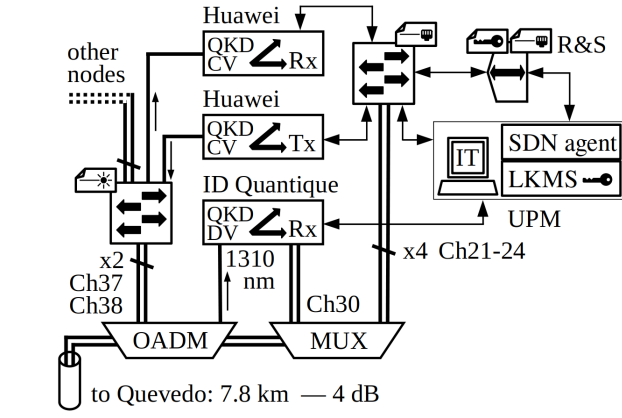 Huawei
QKD
CV
Rx
other
nodes
R&S
Huawei
QKD
CV
Tx
IT
SDN agent
LKMS
UPM
ID Quantique
QKD
DV
Rx
x2
Ch37
Ch38
1310
nm
Ch30
x4 Ch21-24
OADM
MUX
to Quevedo: 7.8 km — 4 dB